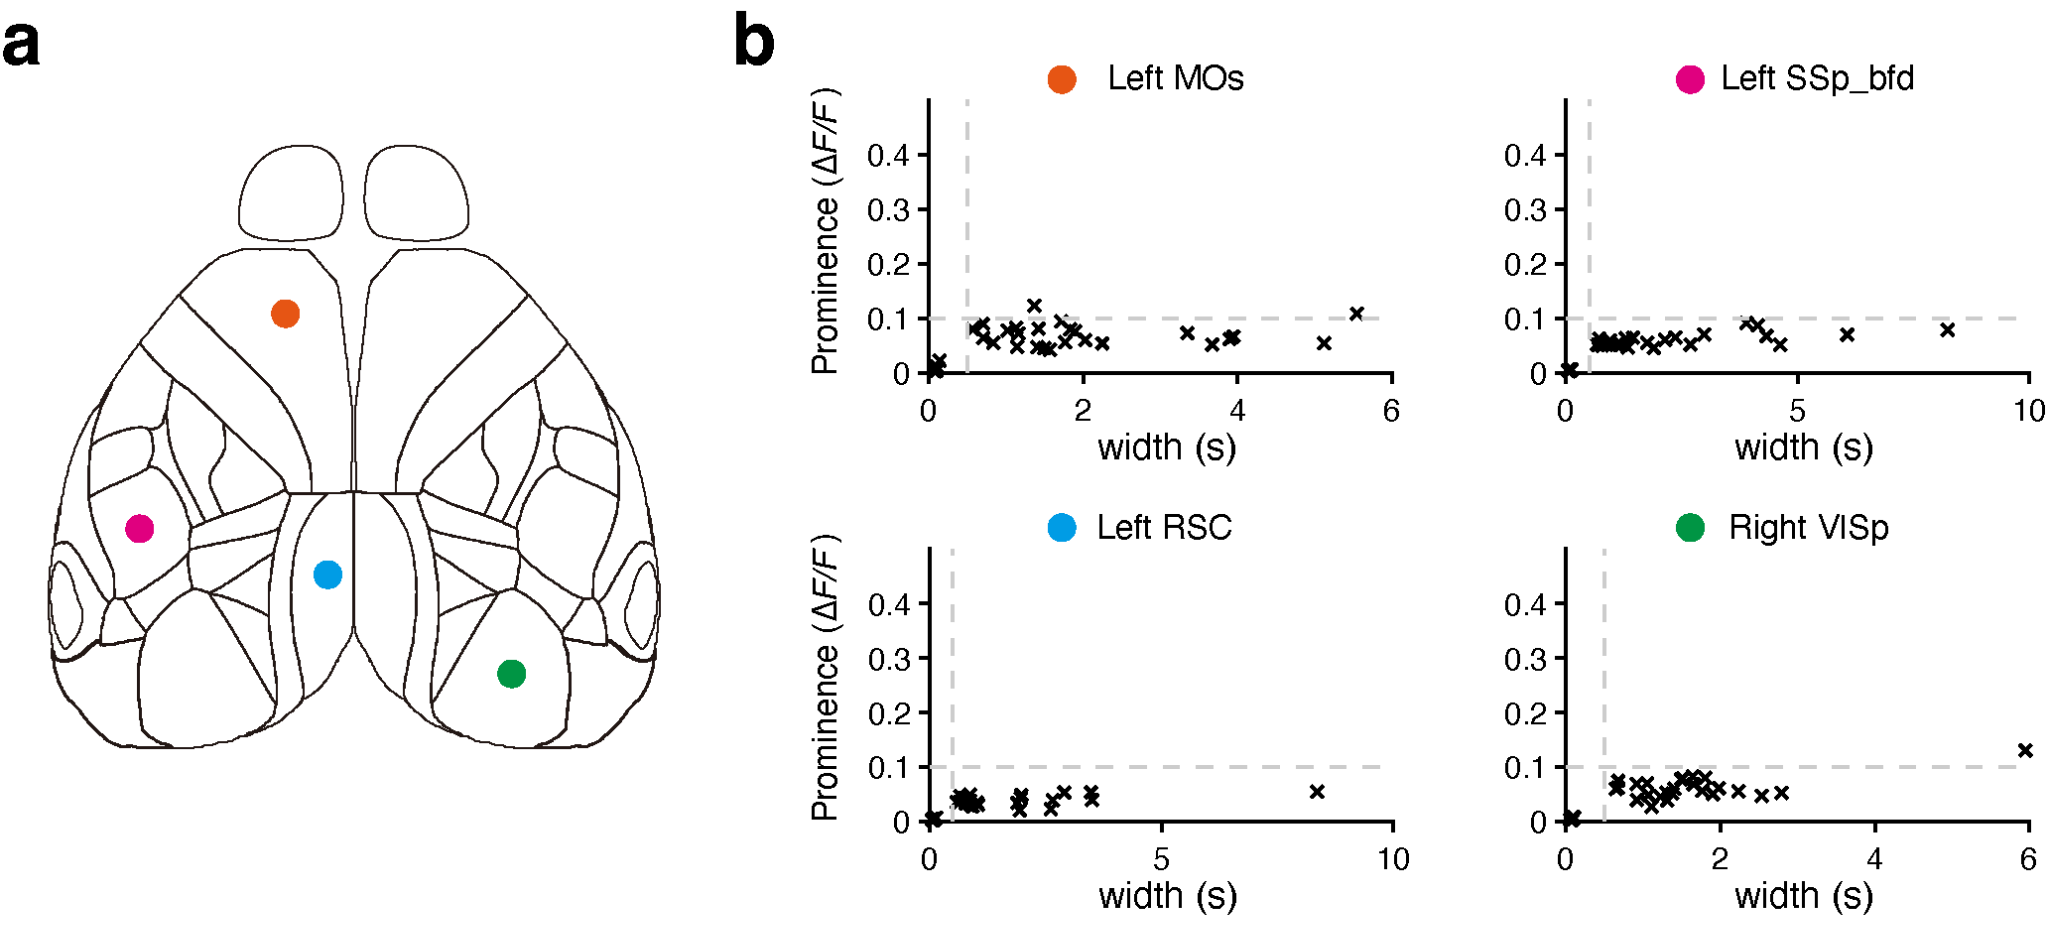 a
b
Left MOs
Prominence (ΔF/F)
0.4
0.3
0.2
0.1
0
0 2 4 6
width (s)
Left SSp_bfd
0.4
0.3
0.2
0.1
0
0 5 10
width (s)
Left RSC
Prominence (ΔF/F)
0.4
0.3
0.2
0.1
0
0 5 10
width (s)
Right VISp
0.4
0.3
0.2
0.1
0
0 2 4 6
width (s)